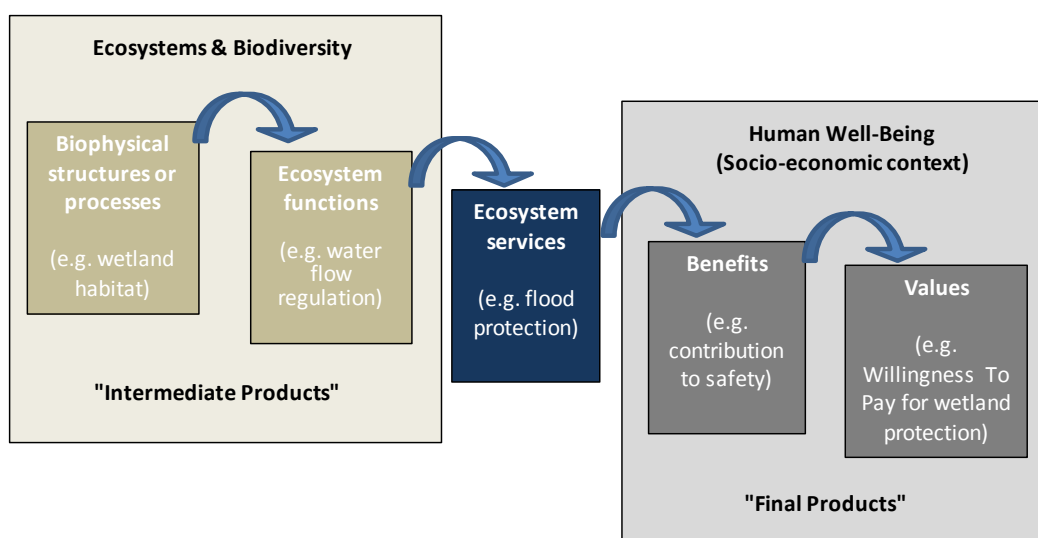 Ecosystems & Biodiversity
Biophysical
structures or
processes
(e.g. wetland
habitat)
Ecosystem
functions
(e.g. water
flow
regulation)
"Intermediate Products"
Ecosystem
services
(e.g. flood
protection)
Human Well-Being
(Socio-economic context)
Benefits
(e.g.
contribution
to safety)
Values
(e.g.
Willingness To
Pay for wetland
protection)
"Final Products"